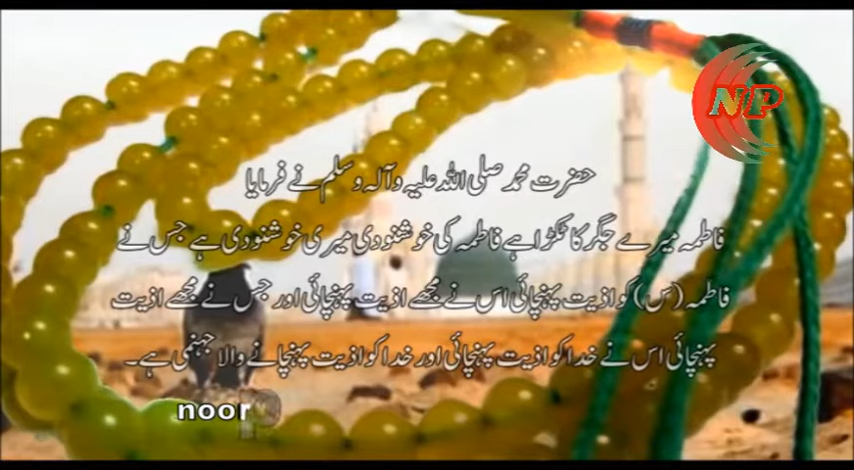 حضرت محمد صلی اللہ علیہ وآلہ وسلم نے فرمایا
فاطمہ میرے جگر کا ٹکڑا ہے فاطمہ کی خوشنودی میری خوشنودی ہے جس نے
فاطمہ (س) کو اذیت پہنچائی اس نے مجھے اذیت پہنچائی اور جس نے مجھے اذیت
پہنچائی اس نے خدا کو اذیت پہنچائی اور خدا کو اذیت پہنچانے والا جہنمی ہے۔
NP
noor